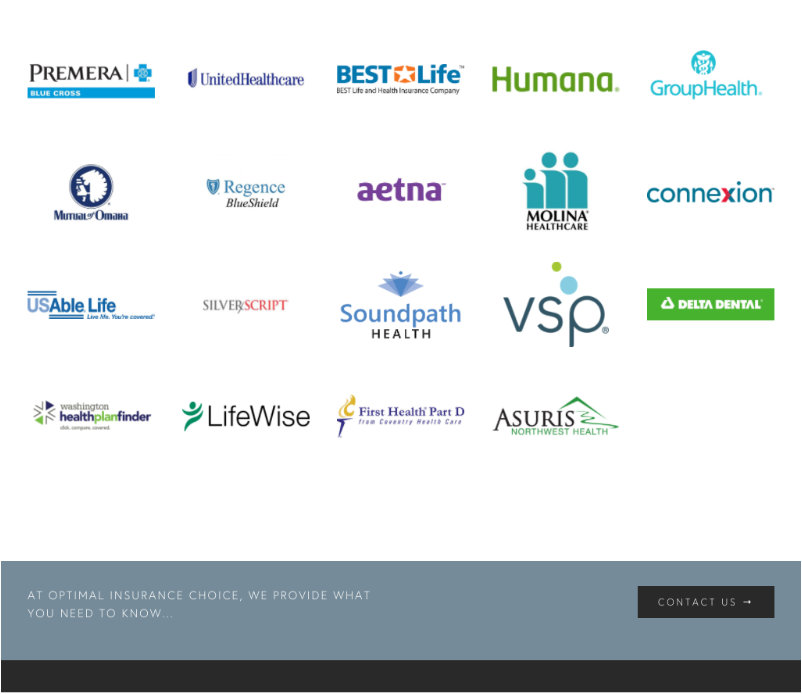 PREMERA
BLUE CROSS
UnitedHealthcare
BEST Life™
BEST Life and Health Insurance Company
Humana®
GroupHealth®
MUTUAL of OMAHA
Regence
BlueShield
aetna™
MOLINA®
HEALTHCARE
connexion
USAble Life
Live Me. You're covered.®
SILVERSCRIPT
Soundpath
HEALTH
vsp®
DELTA DENTAL®
washington
healthplanfinder
click. compare. covered.
LifeWise
First Health® Part D
from Coventry Health Care
ASURIS
NORTHWEST HEALTH
AT OPTIMAL INSURANCE CHOICE, WE PROVIDE WHAT
YOU NEED TO KNOW...
CONTACT US →